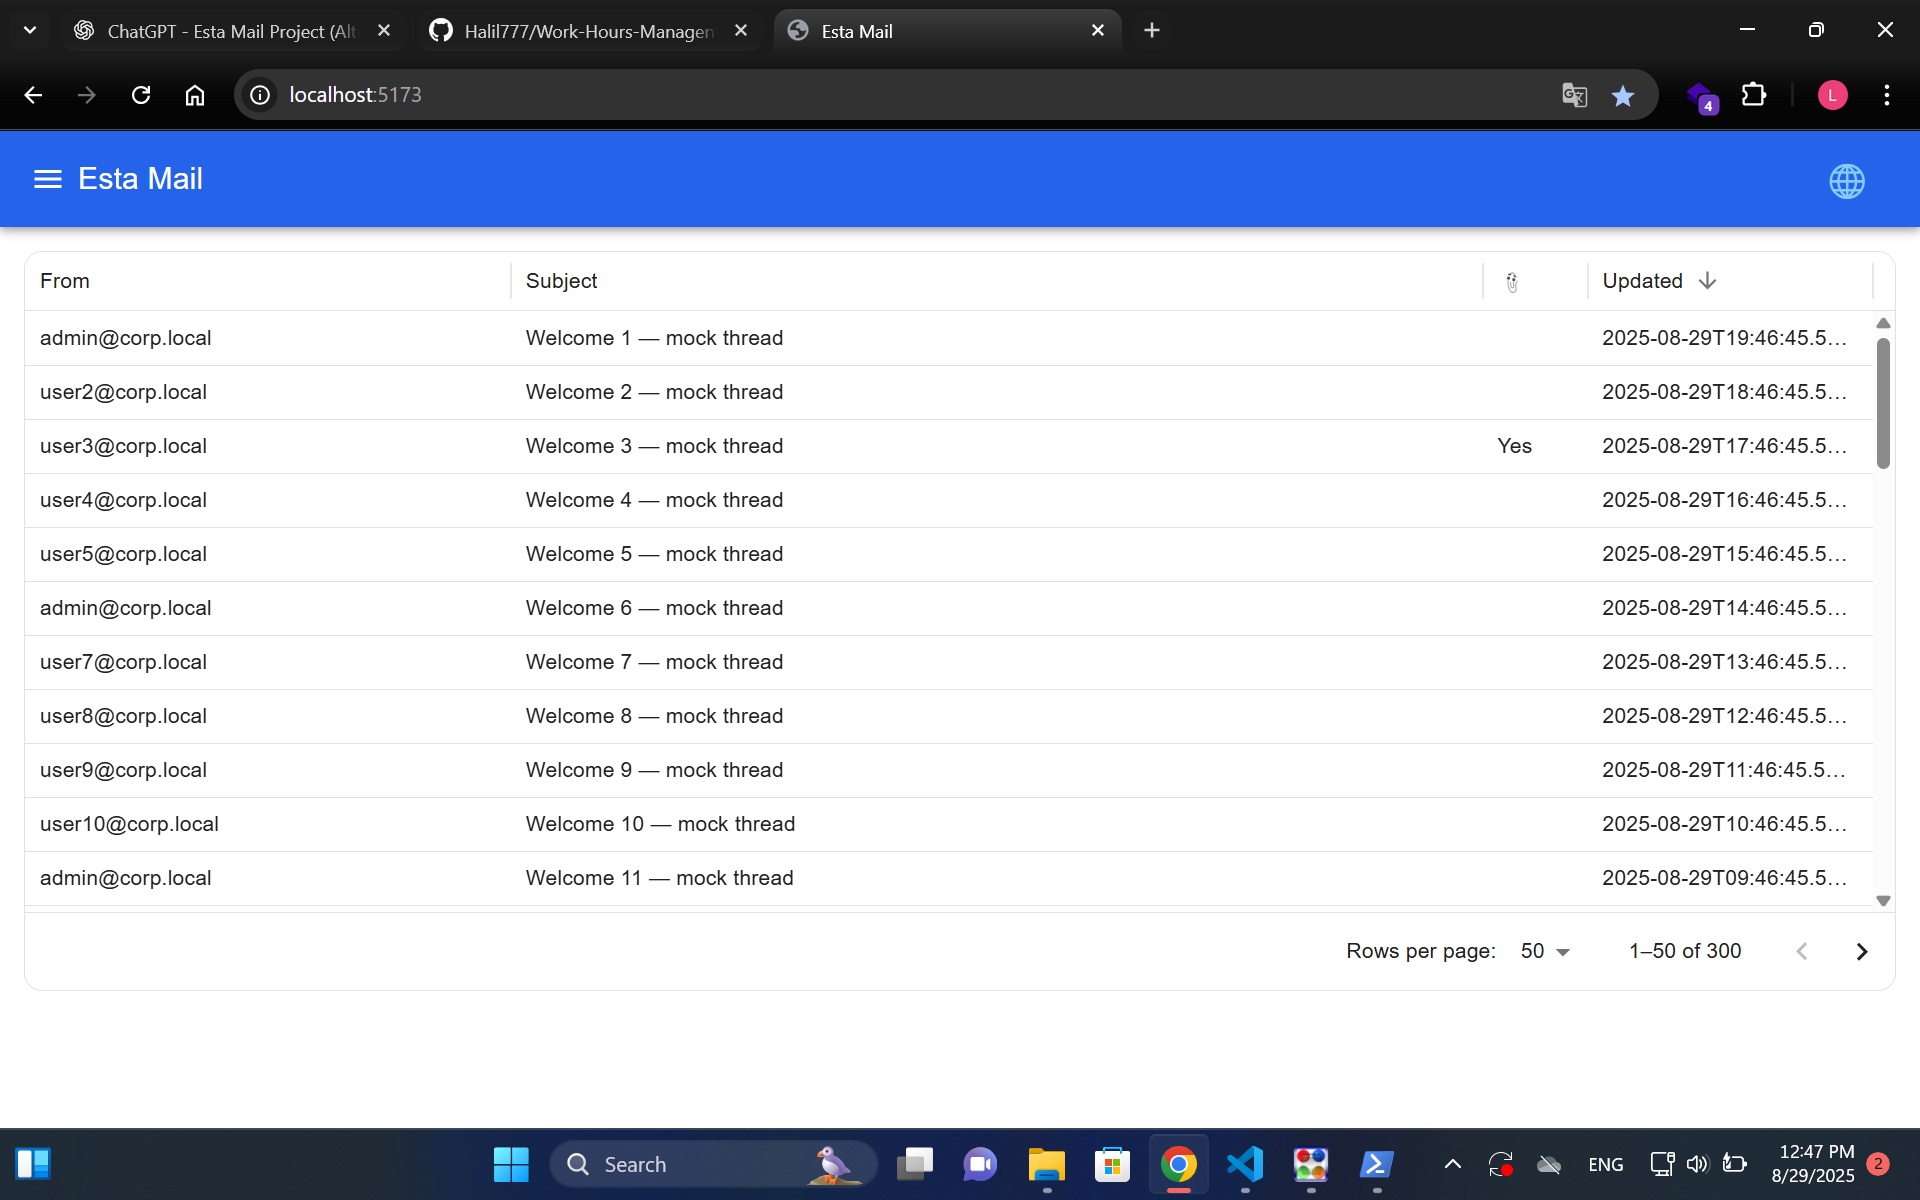 ChatGPT - Esta Mail Project (Alt
Halil777/Work-Hours-Managen
Esta Mail
localhost:5173
4
L
Esta Mail
From Subject Updated
admin@corp.local Welcome 1 — mock thread 2025-08-29T19:46:45.5…
user2@corp.local Welcome 2 — mock thread 2025-08-29T18:46:45.5…
user3@corp.local Welcome 3 — mock thread Yes 2025-08-29T17:46:45.5…
user4@corp.local Welcome 4 — mock thread 2025-08-29T16:46:45.5…
user5@corp.local Welcome 5 — mock thread 2025-08-29T15:46:45.5…
admin@corp.local Welcome 6 — mock thread 2025-08-29T14:46:45.5…
user7@corp.local Welcome 7 — mock thread 2025-08-29T13:46:45.5…
user8@corp.local Welcome 8 — mock thread 2025-08-29T12:46:45.5…
user9@corp.local Welcome 9 — mock thread 2025-08-29T11:46:45.5…
user10@corp.local Welcome 10 — mock thread 2025-08-29T10:46:45.5…
admin@corp.local Welcome 11 — mock thread 2025-08-29T09:46:45.5…
Rows per page: 50 1–50 of 300
Search
ENG
12:47 PM
8/29/2025
2